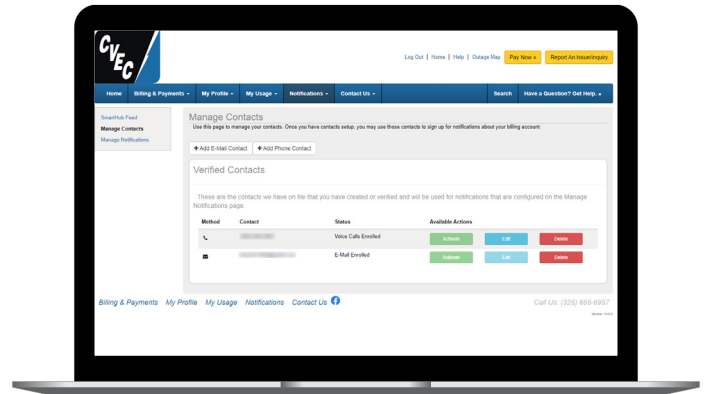 CVEC
Log Out | Home | Help | Outage Map Pay Now » Report An Issue/Inquiry
Home Billing & Payments My Profile My Usage Notifications Contact Us Search Have a Question? Get Help. »
SmartHub Feed
Manage Contacts
Manage Notifications
Manage Contacts
Use this page to manage your contacts. Once you have contacts setup, you may use those contacts to sign up for notifications about your billing account.
+ Add E-Mail Contact + Add Phone Contact
Verified Contacts
These are the contacts we have on file that you have created or verified and will be used for notifications that are configured on the Manage
Notifications page.
Method Contact Status Available Actions
Voice Calls Enrolled Activate Edit Delete
E-Mail Enrolled Activate Edit Delete
Billing & Payments My Profile My Usage Notifications Contact Us
Call Us: (325) 655-6957